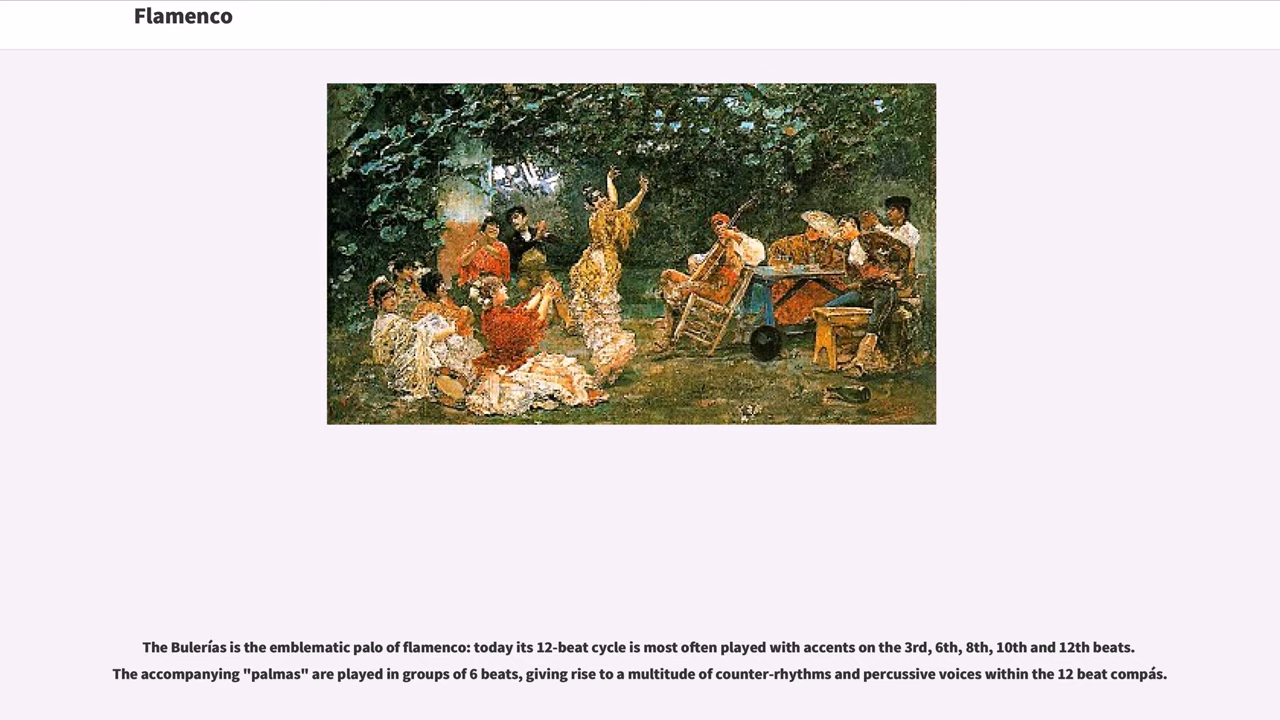 Flamenco
The Bulerías is the emblematic palo of flamenco: today its 12-beat cycle is most often played with accents on the 3rd, 6th, 8th, 10th and 12th beats.
The accompanying "palmas" are played in groups of 6 beats, giving rise to a multitude of counter-rhythms and percussive voices within the 12 beat compás.